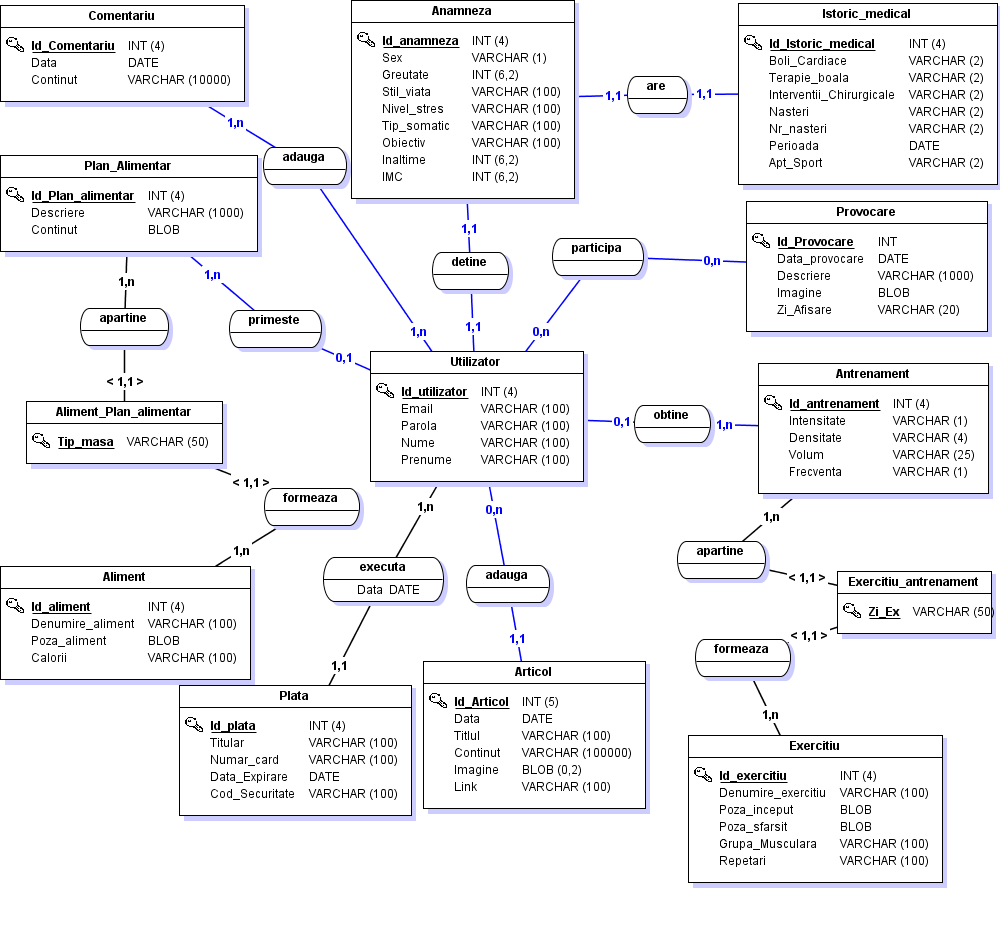 Comentariu
Id_Comentariu INT (4)
Data DATE
Continut VARCHAR (10000)
Anamneza
Id_anamneza INT (4)
Sex VARCHAR (1)
Greutate INT (6,2)
Stil_viata VARCHAR (100)
Nivel_stres VARCHAR (100)
Tip_somatic VARCHAR (100)
Obiectiv VARCHAR (100)
Inaltime INT (6,2)
IMC INT (6,2)
1,1
are
1,1
Istoric_medical
Id_Istoric_medical INT (4)
Boli_Cardiace VARCHAR (2)
Terapie_boala VARCHAR (2)
Interventii_Chirurgicale VARCHAR (2)
Nasteri VARCHAR (2)
Nr_nasteri VARCHAR (2)
Perioada DATE
Apt_Sport VARCHAR (2)
1,n
adauga
1,n
Plan_Alimentar
Id_Plan_alimentar INT (4)
Descriere VARCHAR (1000)
Continut BLOB
1,1
detine
1,1
participa
0,n
0,n
Provocare
Id_Provocare INT
Data_provocare DATE
Descriere VARCHAR (1000)
Imagine BLOB
Zi_Afisare VARCHAR (20)
1,n
apartine
< 1,1 >
1,n
primeste
0,1
Utilizator
Id_utilizator INT (4)
Email VARCHAR (100)
Parola VARCHAR (100)
Nume VARCHAR (100)
Prenume VARCHAR (100)
0,1
obtine
1,n
Antrenament
Id_antrenament INT (4)
Intensitate VARCHAR (1)
Densitate VARCHAR (4)
Volum VARCHAR (25)
Frecventa VARCHAR (1)
Aliment_Plan_alimentar
Tip_masa VARCHAR (50)
< 1,1 >
formeaza
1,n
1,n
executa
Data DATE
1,1
0,n
adauga
1,1
1,n
apartine
< 1,1 >
Exercitiu_antrenament
Zi_Ex VARCHAR (50)
< 1,1 >
formeaza
1,n
Aliment
Id_aliment INT (4)
Denumire_aliment VARCHAR (100)
Poza_aliment BLOB
Calorii VARCHAR (100)
Plata
Id_plata INT (4)
Titular VARCHAR (100)
Numar_card VARCHAR (100)
Data_Expirare DATE
Cod_Securitate VARCHAR (100)
Articol
Id_Articol INT (5)
Data DATE
Titlul VARCHAR (100)
Continut VARCHAR (100000)
Imagine BLOB (0,2)
Link VARCHAR (100)
Exercitiu
Id_exercitiu INT (4)
Denumire_exercitiu VARCHAR (100)
Poza_inceput BLOB
Poza_sfarsit BLOB
Grupa_Musculara VARCHAR (100)
Repetari VARCHAR (100)